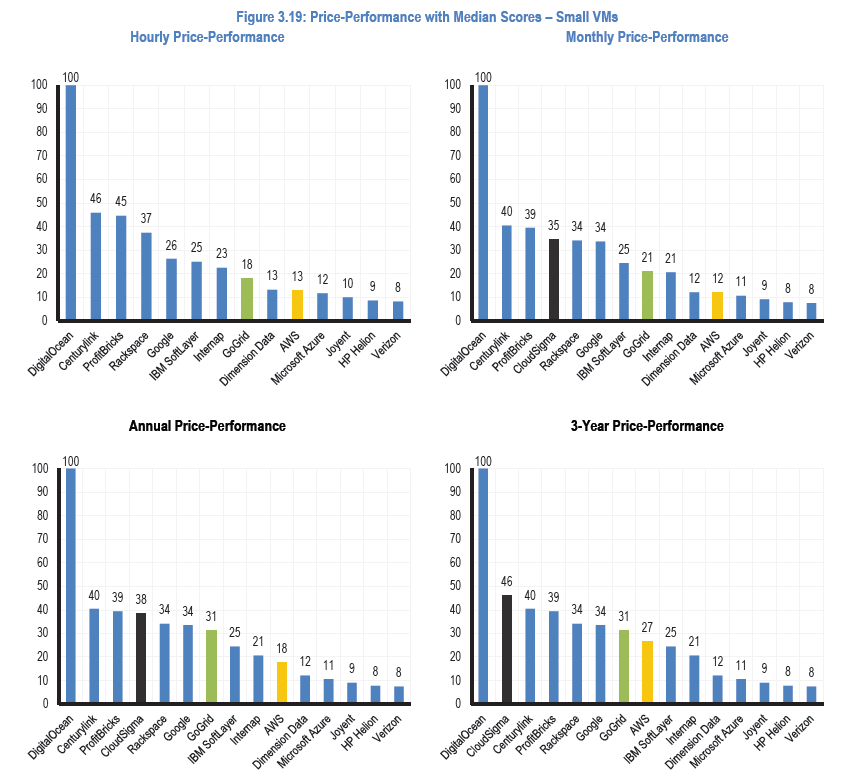 Figure 3.19: Price-Performance with Median Scores – Small VMs
Hourly Price-Performance
100
90
80
70
60
50
40
30
20
10
0
100
46
45
37
26
25
23
18
13
13
12
10
9
8
DigitalOcean
Centurylink
ProfitBricks
Rackspace
Google
IBM SoftLayer
Internap
GoGrid
Dimension Data
AWS
Microsoft Azure
Joyent
HP Helion
Verizon
Monthly Price-Performance
100
90
80
70
60
50
40
30
20
10
0
100
40
39
35
34
34
25
21
21
12
12
11
9
8
8
DigitalOcean
Centurylink
ProfitBricks
CloudSigma
Rackspace
Google
IBM SoftLayer
GoGrid
Internap
Dimension Data
AWS
Microsoft Azure
Joyent
HP Helion
Verizon
Annual Price-Performance
100
90
80
70
60
50
40
30
20
10
0
100
40
39
38
34
34
31
25
21
18
12
11
9
8
8
DigitalOcean
Centurylink
ProfitBricks
CloudSigma
Rackspace
Google
GoGrid
IBM SoftLayer
Internap
AWS
Dimension Data
Microsoft Azure
Joyent
HP Helion
Verizon
3-Year Price-Performance
100
90
80
70
60
50
40
30
20
10
0
100
46
40
39
34
34
31
27
25
21
12
11
9
8
8
DigitalOcean
CloudSigma
Centurylink
ProfitBricks
Rackspace
Google
GoGrid
AWS
IBM SoftLayer
Internap
Dimension Data
Microsoft Azure
Joyent
HP Helion
Verizon